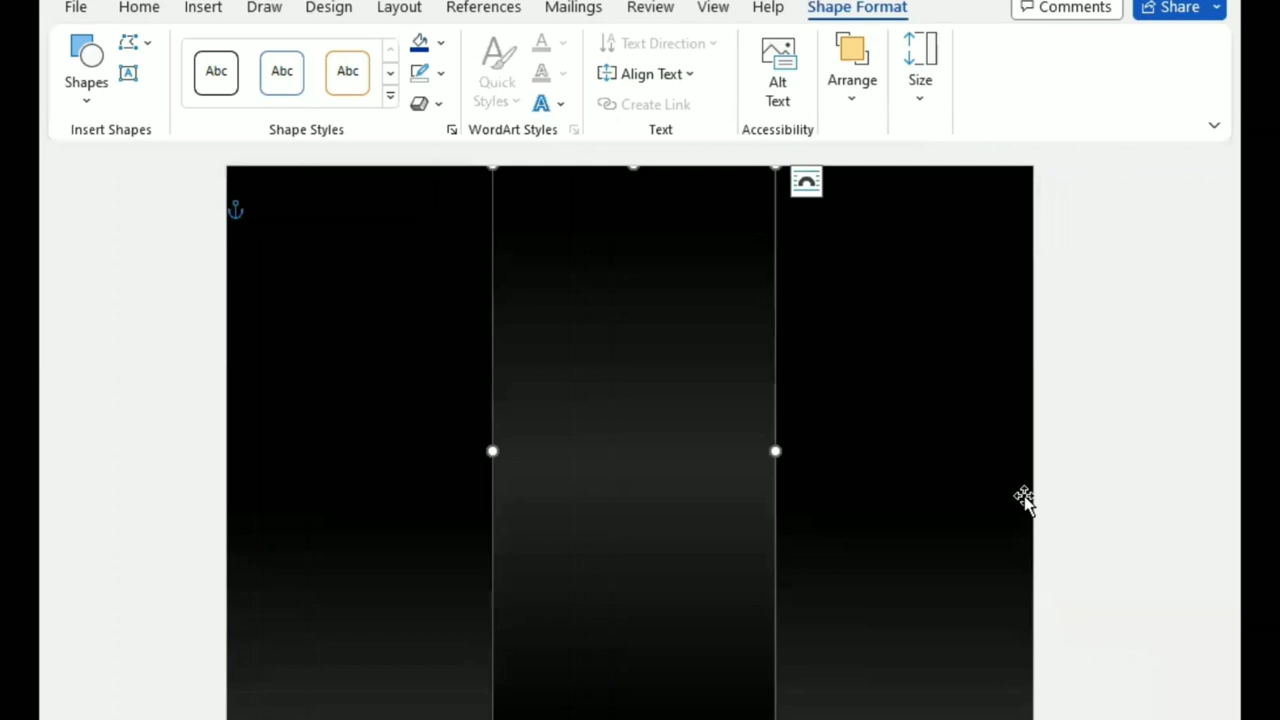 File Home Insert Draw Design Layout References Mailings Review View Help Shape Format Comments Share
Shapes
Abc Abc Abc
Quick Styles
Text Direction
Align Text
Create Link
Alt Text
Arrange
Size
Insert Shapes Shape Styles WordArt Styles Text Accessibility